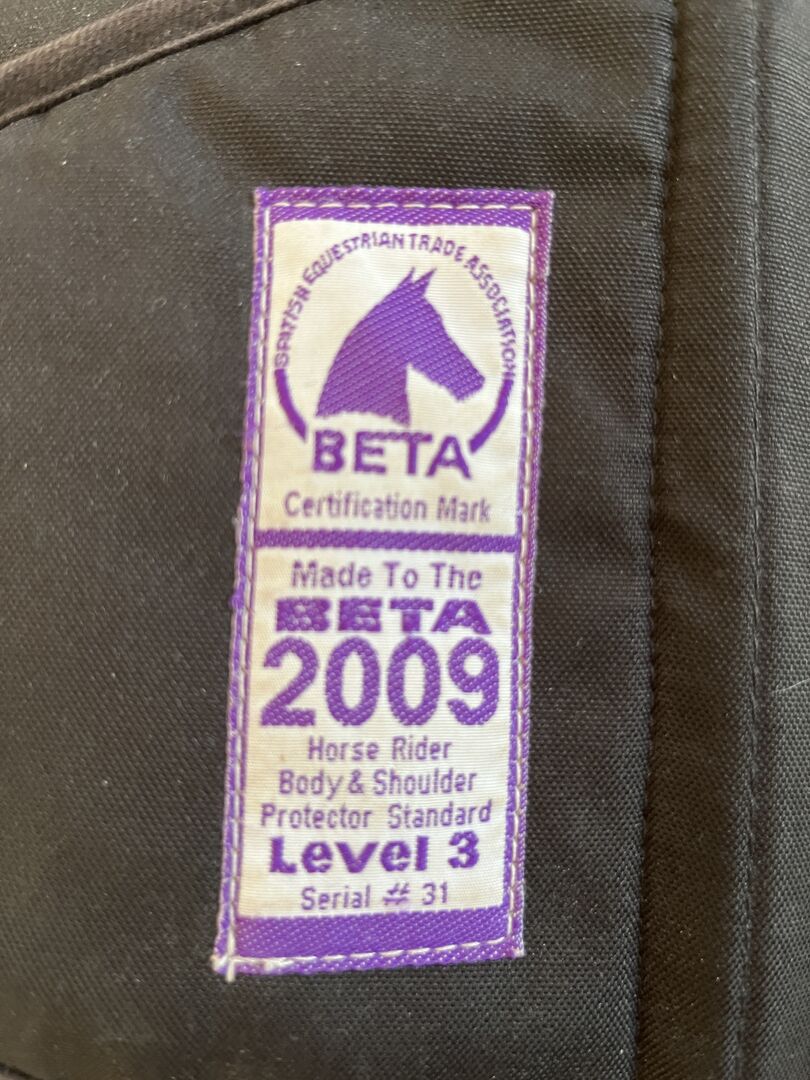 BRITISH EQUESTRIAN TRADE ASSOCIATION
BETA
Certification Mark
Made To The
BETA
2009
Horse Rider
Body & Shoulder
Protector Standard
Level 3
Serial # 31